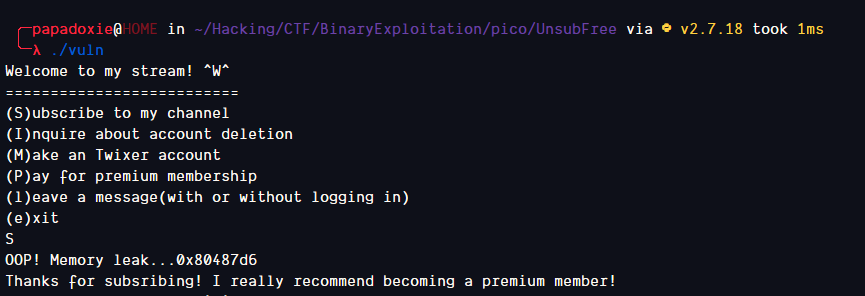 papadoxie@HOME in ~/Hacking/CTF/BinaryExploitation/pico/UnsubFree via v2.7.18 took 1ms
λ ./vuln
Welcome to my stream! ^W^
==========================
(S)ubscribe to my channel
(I)nquire about account deletion
(M)ake an Twixer account
(P)ay for premium membership
(l)eave a message(with or without logging in)
(e)xit
S
OOP! Memory leak...0x80487d6
Thanks for subsribing! I really recommend becoming a premium member!